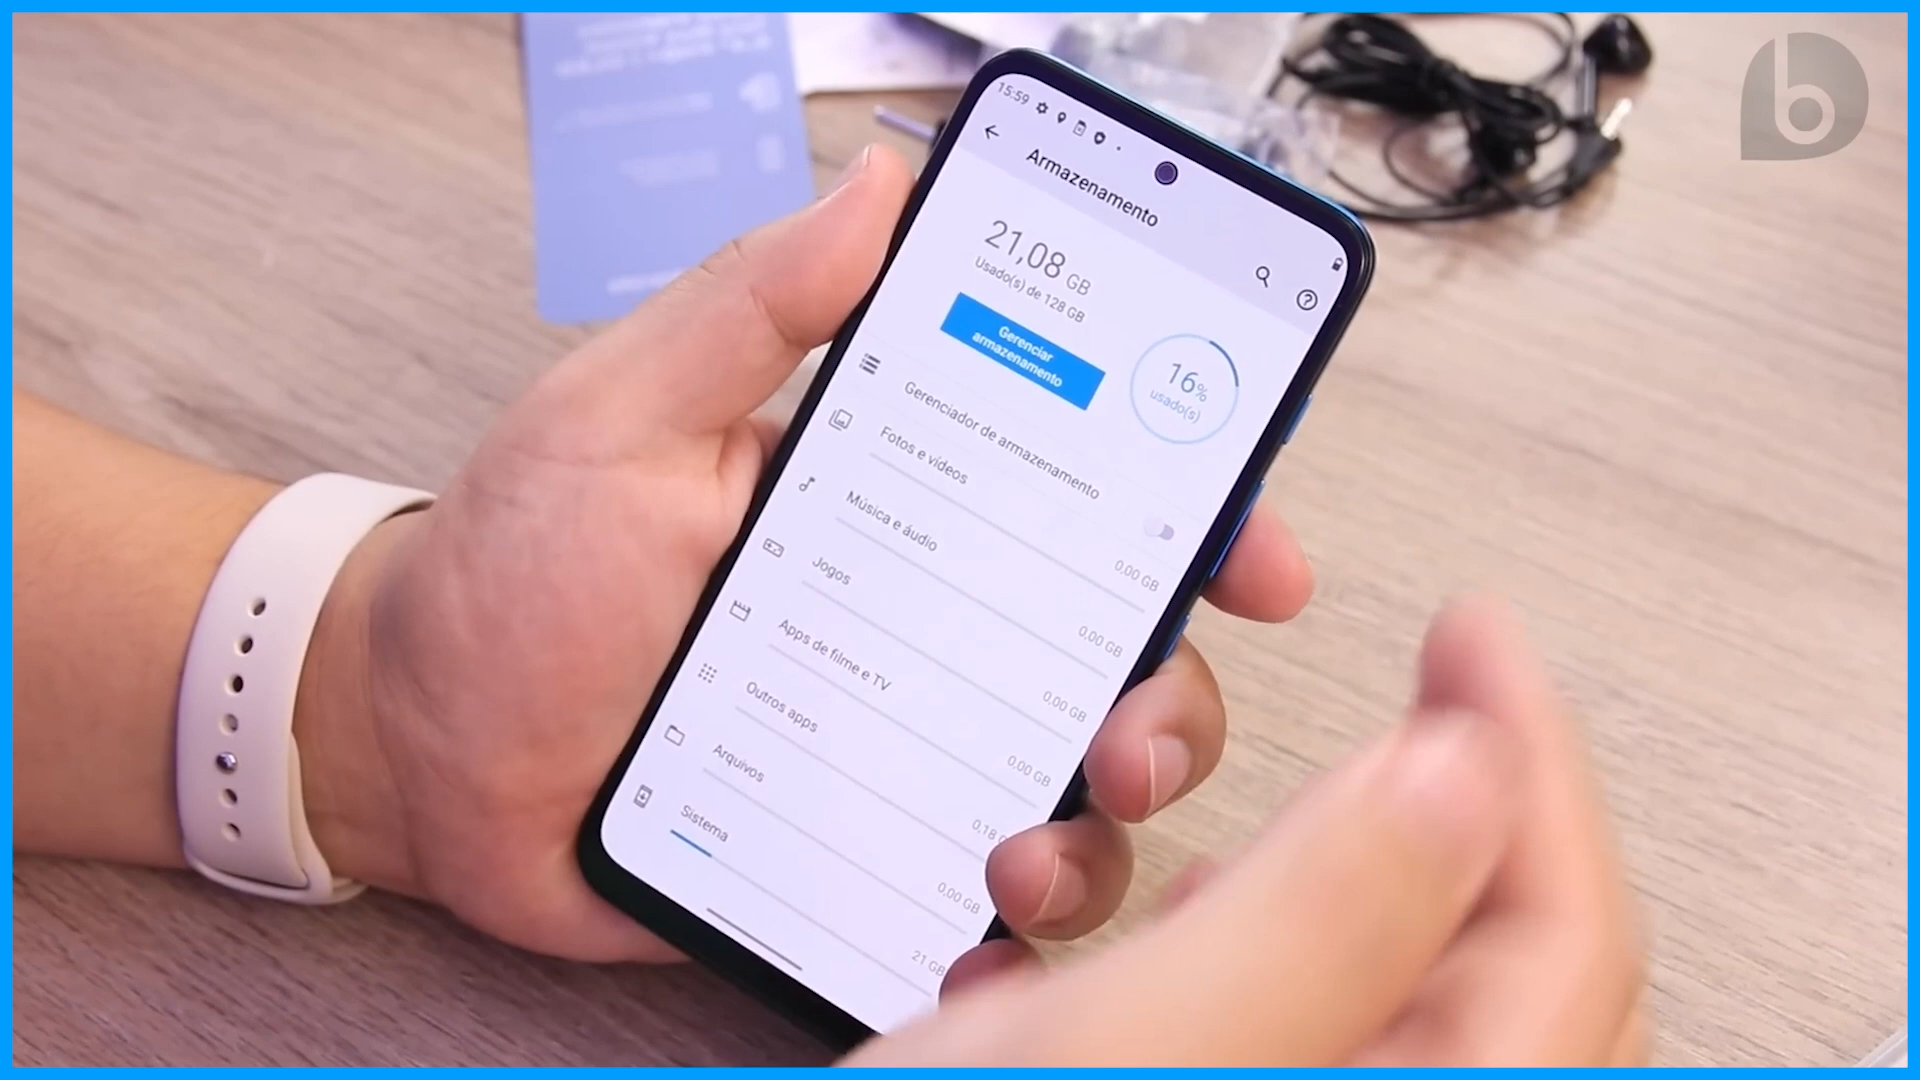 15:59
Armazenamento
21,08 GB
Usado(s) de 128 GB
Gerenciar
armazenamento
16%
usado(s)
Gerenciador de armazenamento
Fotos e vídeos
0,00 GB
Música e áudio
0,00 GB
Jogos
0,00 GB
Apps de filme e TV
0,00 GB
Outros apps
0,18
Arquivos
0,00 GB
Sistema
21 GB
b